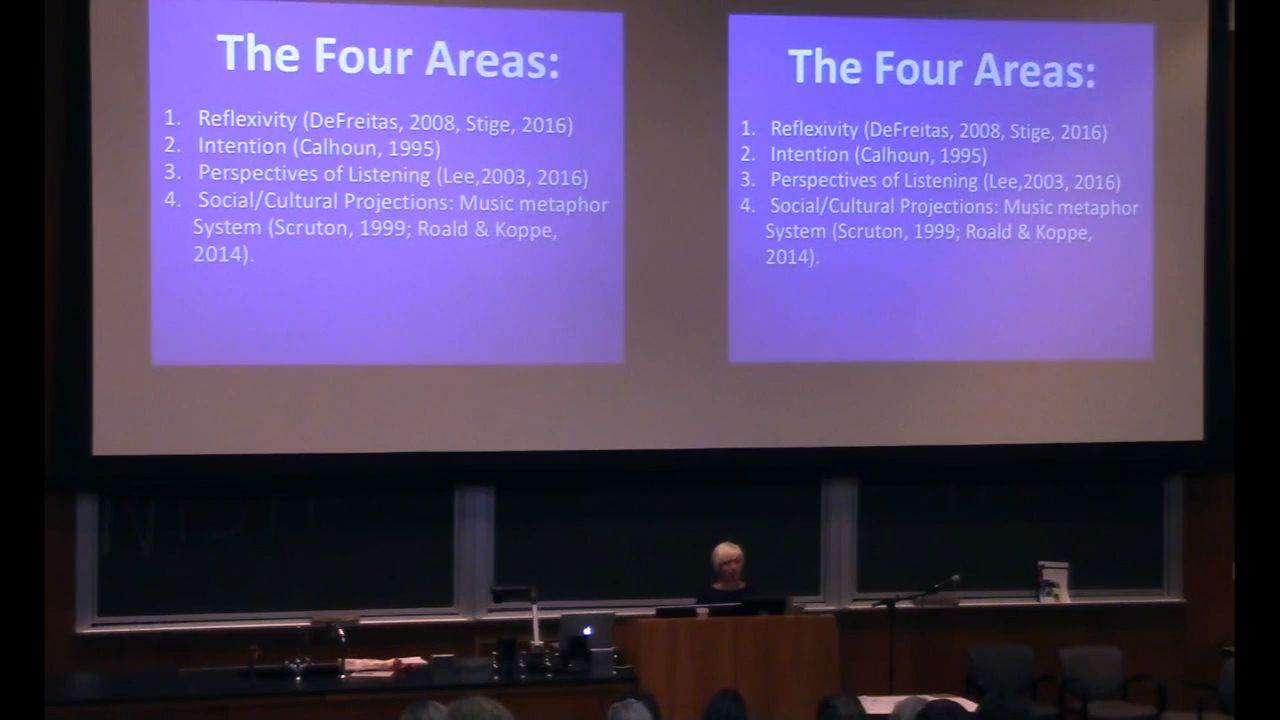 The Four Areas:
1. Reflexivity (DeFreitas, 2008, Stige, 2016)
2. Intention (Calhoun, 1995)
3. Perspectives of Listening (Lee,2003, 2016)
4. Social/Cultural Projections: Music metaphor
System (Scruton, 1999; Roald & Koppe,
2014).
The Four Areas:
1. Reflexivity (DeFreitas, 2008, Stige, 2016)
2. Intention (Calhoun, 1995)
3. Perspectives of Listening (Lee,2003, 2016)
4. Social/Cultural Projections: Music metaphor
System (Scruton, 1999; Roald & Koppe,
2014).